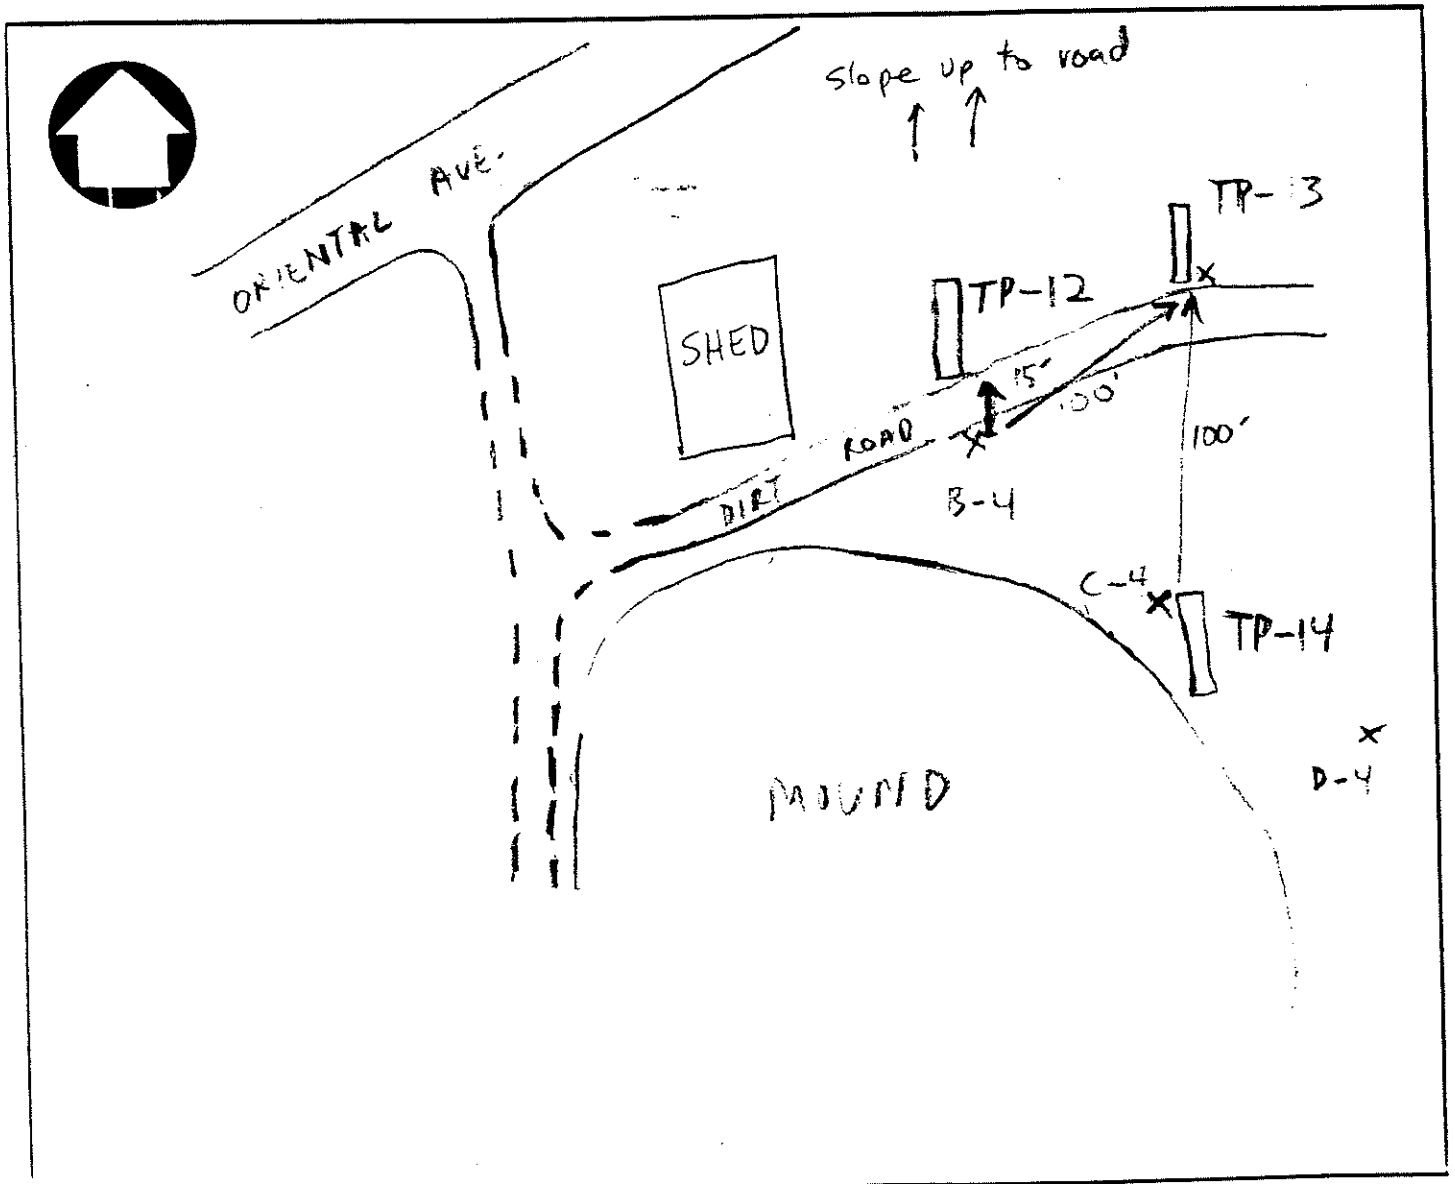 slope up to road
ORIENTAL AVE.
TP-13
TP-12
SHED
15'
100'
DIRT ROAD
100'
B-4
C-4
TP-14
D-4
MOUND